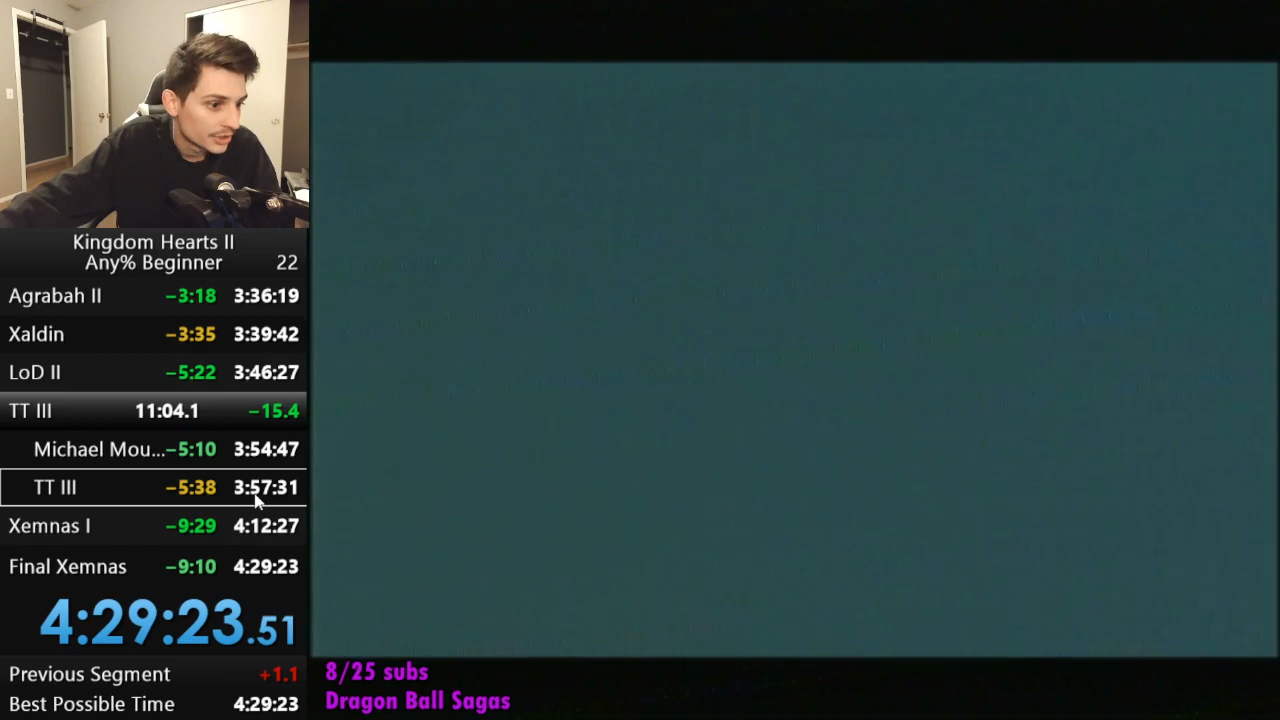 Kingdom Hearts II
Any% Beginner 22
Agrabah II -3:18 3:36:19
Xaldin -3:35 3:39:42
LoD II -5:22 3:46:27
TT III 11:04.1 -15.4
Michael Mou... -5:10 3:54:47
TT III -5:38 3:57:31
Xemnas I -9:29 4:12:27
Final Xemnas -9:10 4:29:23
4:29:23.51
Previous Segment +1.1
Best Possible Time 4:29:23
8/25 subs
Dragon Ball Sagas